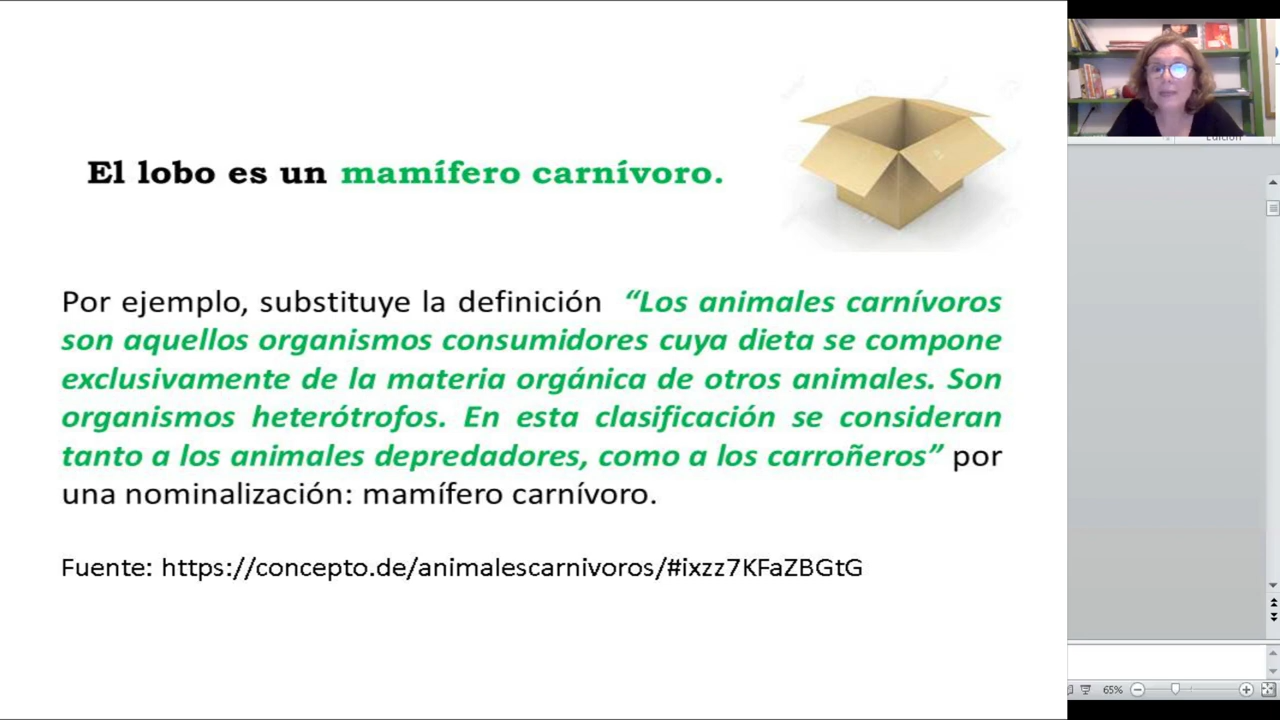 El lobo es un mamífero carnívoro.
Por ejemplo, substituye la definición “Los animales carnívoros
son aquellos organismos consumidores cuya dieta se compone
exclusivamente de la materia orgánica de otros animales. Son
organismos heterótrofos. En esta clasificación se consideran
tanto a los animales depredadores, como a los carroñeros” por
una nominalización: mamífero carnívoro.
Fuente: https://concepto.de/animalescarnivoros/#ixzz7KFaZBGtG
Edición
65%